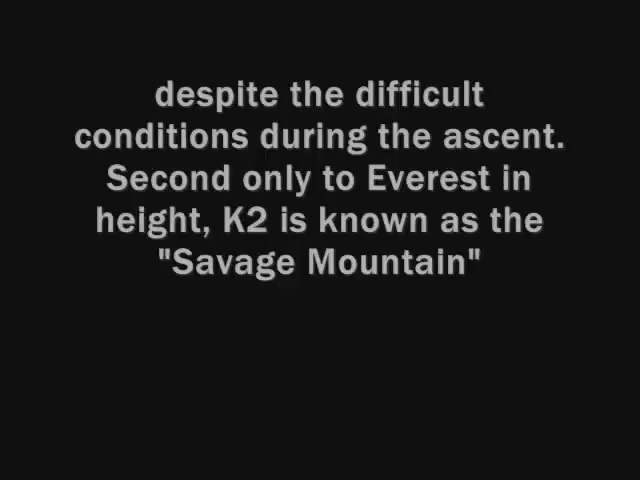 despite the difficult
conditions during the ascent.
Second only to Everest in
height, K2 is known as the
"Savage Mountain"